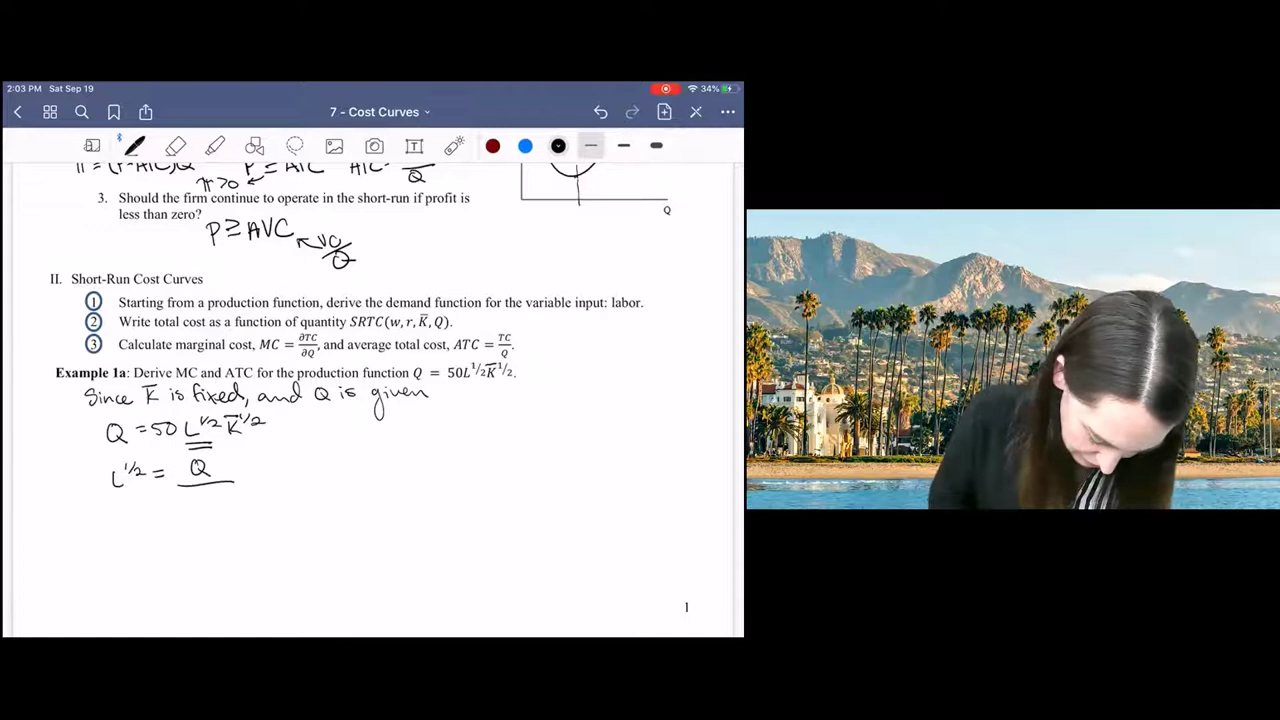 2:03 PM Sat Sep 19
34%
7 - Cost Curves
π = (P-ATC)Q P ≥ ATC ATC =
Q
π>0
3. Should the firm continue to operate in the short-run if profit is
less than zero?
Q
P≥AVC
VC/Q
II. Short-Run Cost Curves
1 Starting from a production function, derive the demand function for the variable input: labor.
2 Write total cost as a function of quantity SRTC(w, r, K̅, Q).
3 Calculate marginal cost, MC = ∂TC/∂Q, and average total cost, ATC = TC/Q.
Example 1a: Derive MC and ATC for the production function Q = 50L^1/2 K̅^1/2.
Since K̅ is fixed, and Q is given
Q = 50 L^1/2 K̅^1/2
L^1/2 = Q
1